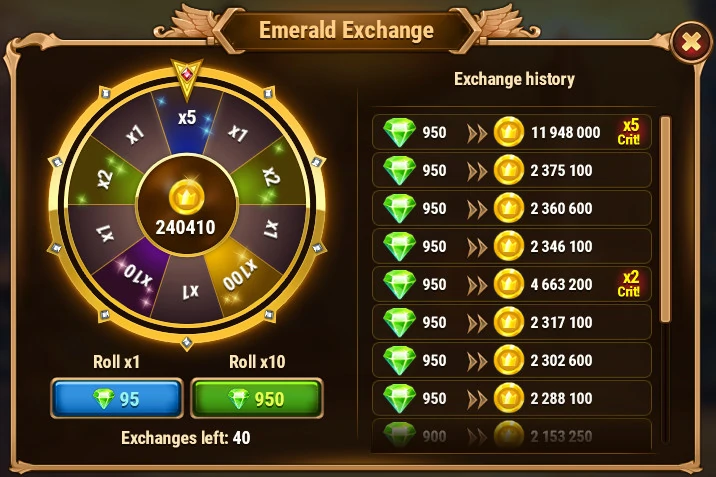 Emerald Exchange
x5
x1
x2
x1
x100
x1
x10
x1
x2
x1
240410
Roll x1
Roll x10
95
950
Exchanges left: 40
Exchange history
950 11 948 000 x5 Crit!
950 2 375 100
950 2 360 600
950 2 346 100
950 4 663 200 x2 Crit!
950 2 317 100
950 2 302 600
950 2 288 100
900 2 153 250